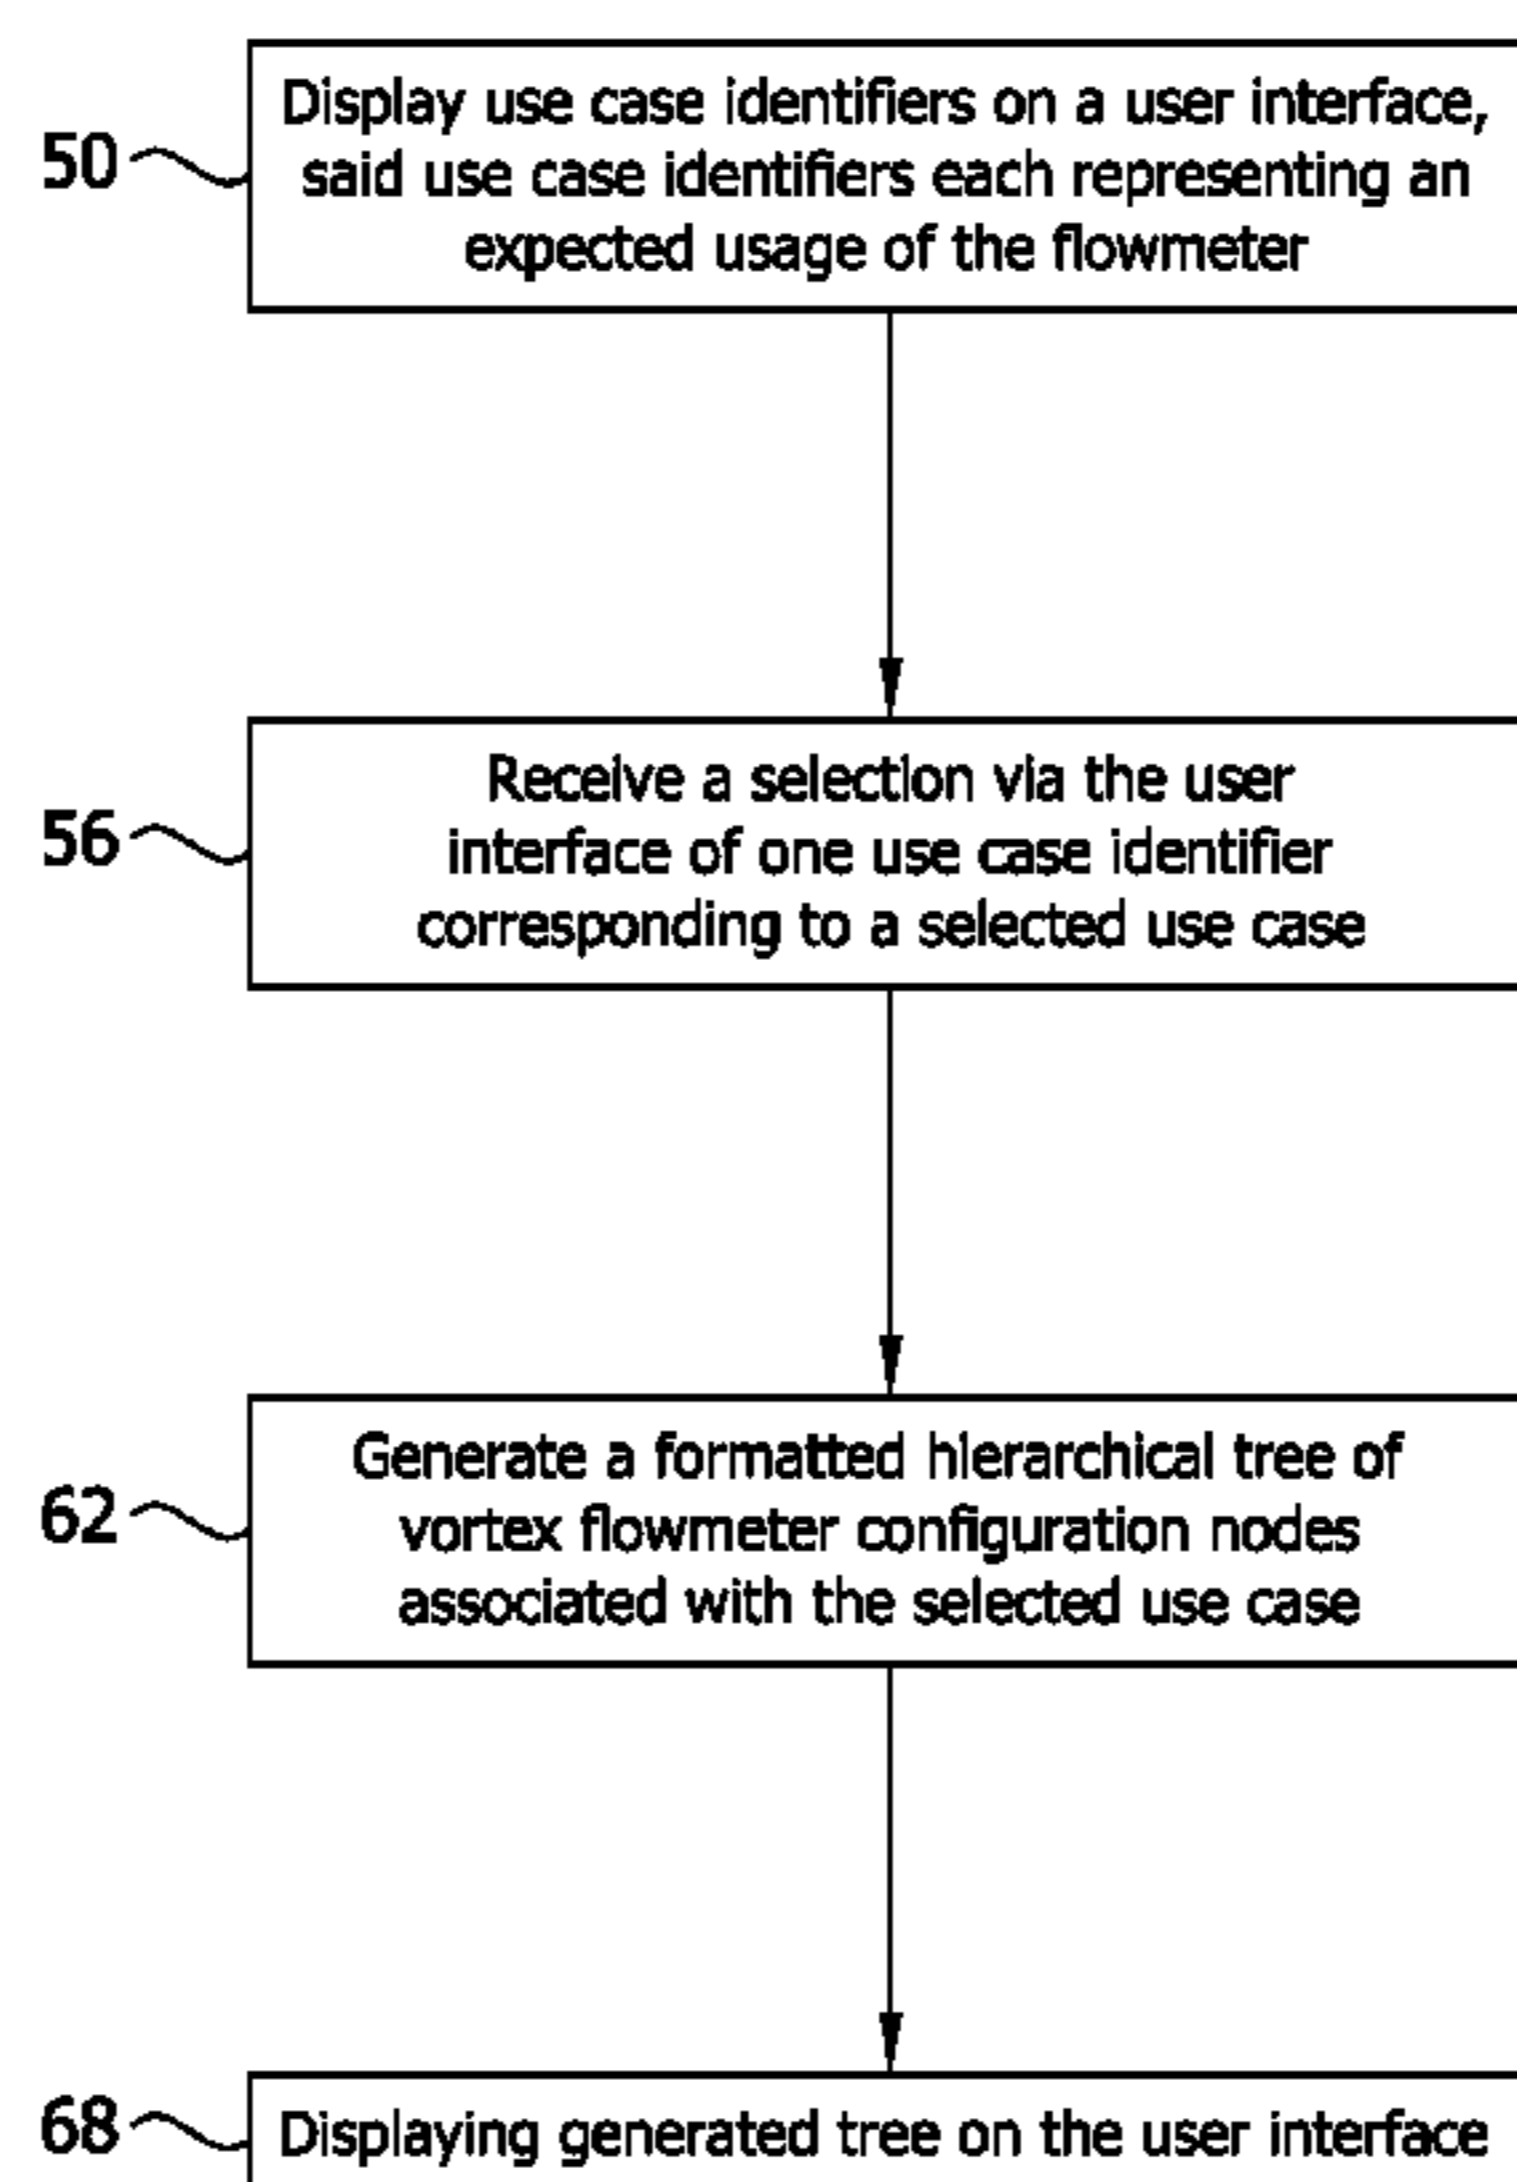 50
Display use case identifiers on a user interface,
said use case identifiers each representing an
expected usage of the flowmeter
56
Receive a selection via the user
interface of one use case identifier
corresponding to a selected use case
62
Generate a formatted hierarchical tree of
vortex flowmeter configuration nodes
associated with the selected use case
68
Displaying generated tree on the user interface